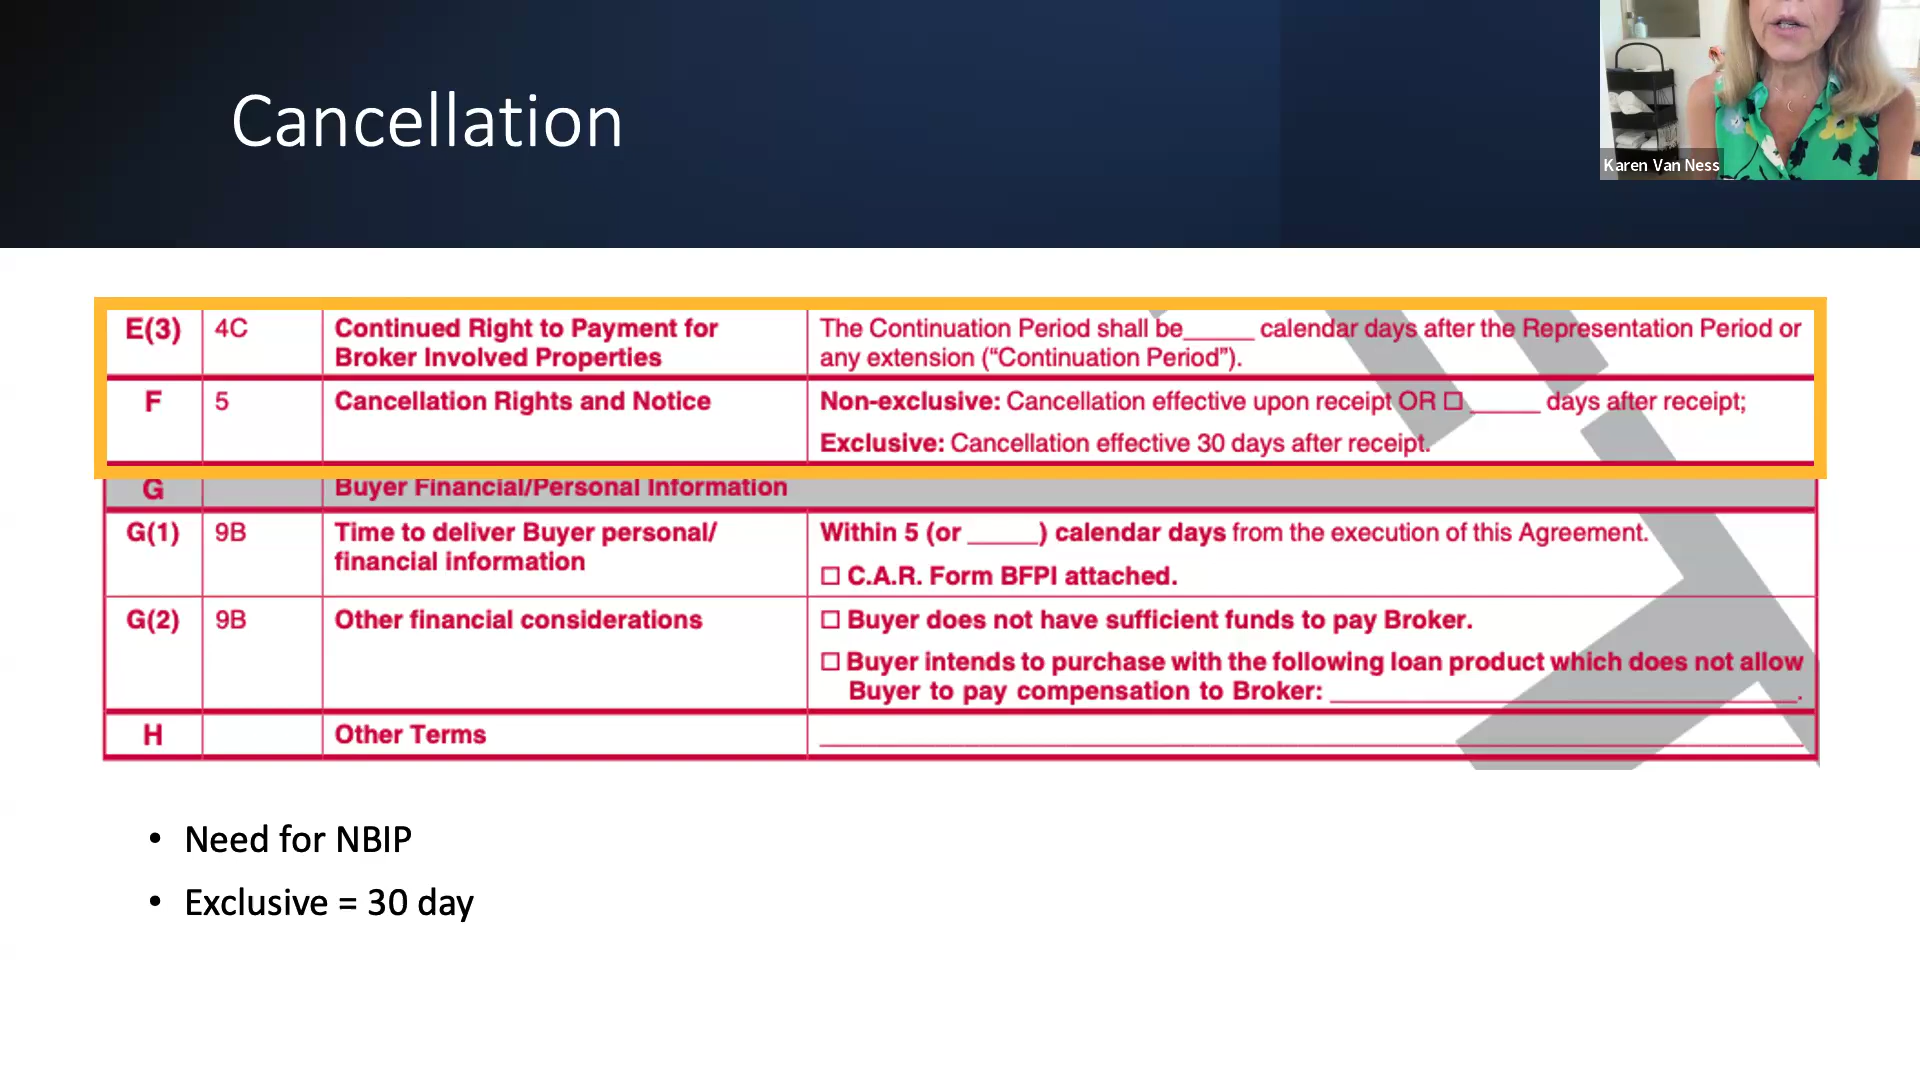 Cancellation
Karen Van Ness
E(3) 4C Continued Right to Payment for Broker Involved Properties The Continuation Period shall be_____ calendar days after the Representation Period or
any extension (“Continuation Period”).
F 5 Cancellation Rights and Notice Non-exclusive: Cancellation effective upon receipt OR ☐ _____ days after receipt;
Exclusive: Cancellation effective 30 days after receipt.
G Buyer Financial/Personal Information
G(1) 9B Time to deliver Buyer personal/ financial information Within 5 (or _____) calendar days from the execution of this Agreement.
☐ C.A.R. Form BFPI attached.
G(2) 9B Other financial considerations ☐ Buyer does not have sufficient funds to pay Broker.
☐ Buyer intends to purchase with the following loan product which does not allow
Buyer to pay compensation to Broker: _____.
H Other Terms
• Need for NBIP
• Exclusive = 30 day